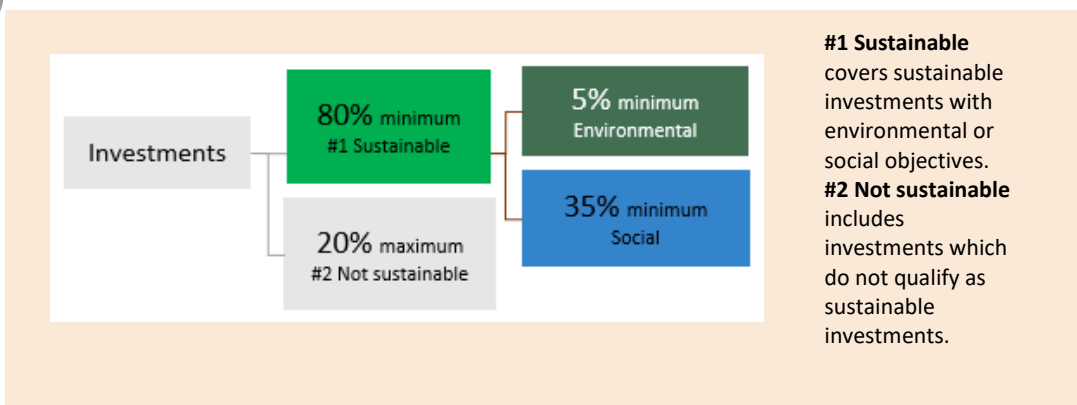 Investments
80% minimum
#1 Sustainable
20% maximum
#2 Not sustainable
5% minimum
Environmental
35% minimum
Social
#1 Sustainable
covers sustainable
investments with
environmental or
social objectives.
#2 Not sustainable
includes
investments which
do not qualify as
sustainable
investments.